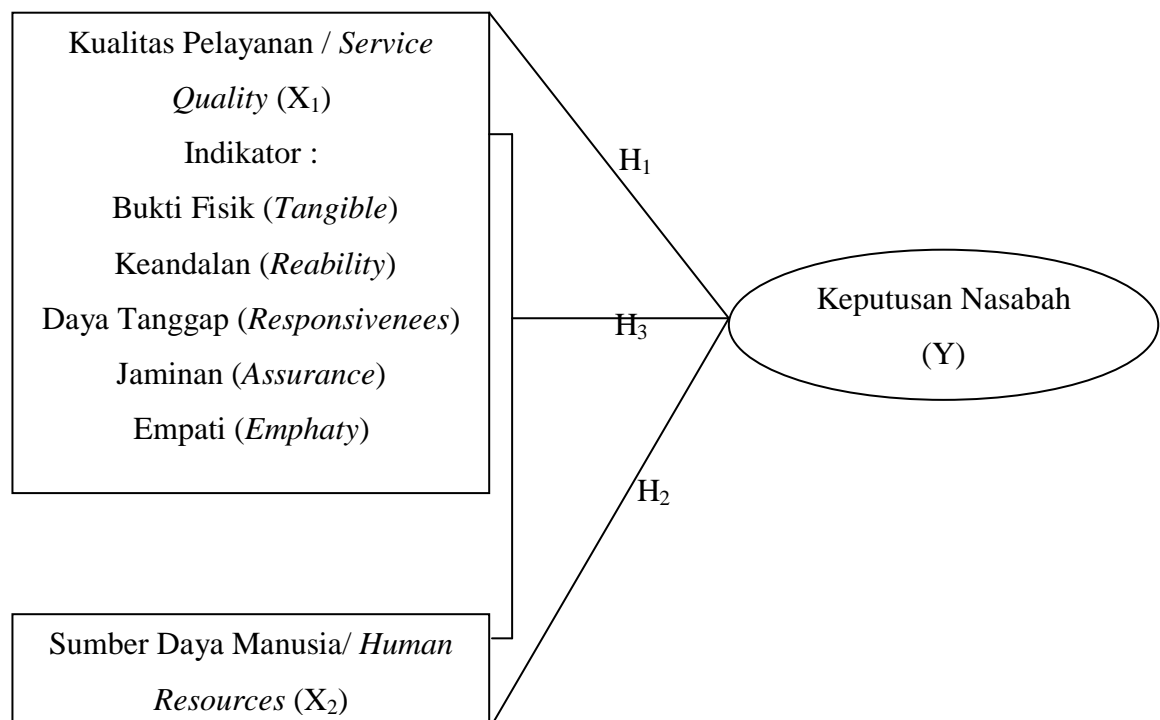 Kualitas Pelayanan / Service
Quality (X₁)
Indikator :
Bukti Fisik (Tangible)
Keandalan (Reability)
Daya Tanggap (Responsivenees)
Jaminan (Assurance)
Empati (Emphaty)
H₁
H₃
Keputusan Nasabah
(Y)
H₂
Sumber Daya Manusia/ Human
Resources (X₂)